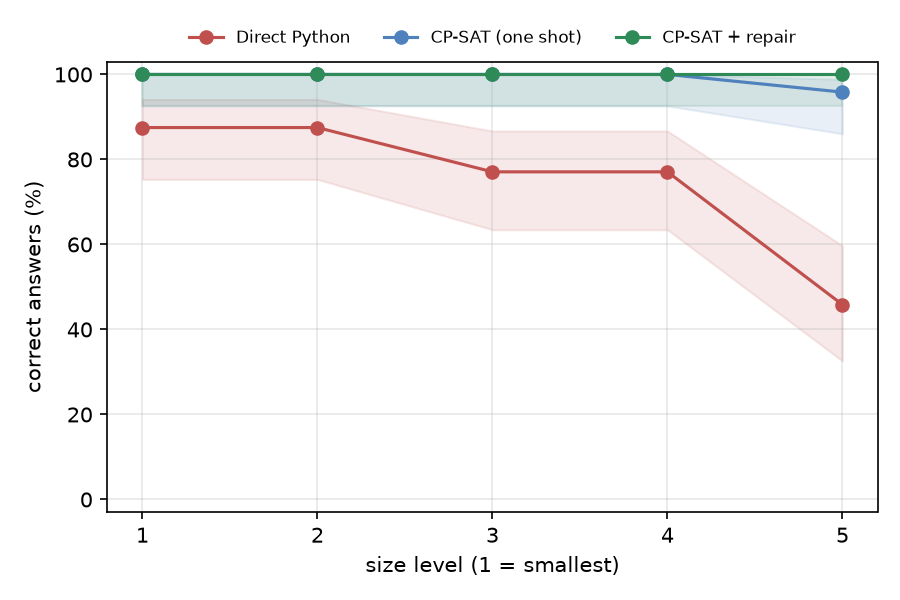 Direct Python CP-SAT (one shot) CP-SAT + repair
100
80
60
40
20
0
correct answers (%)
1 2 3 4 5
size level (1 = smallest)